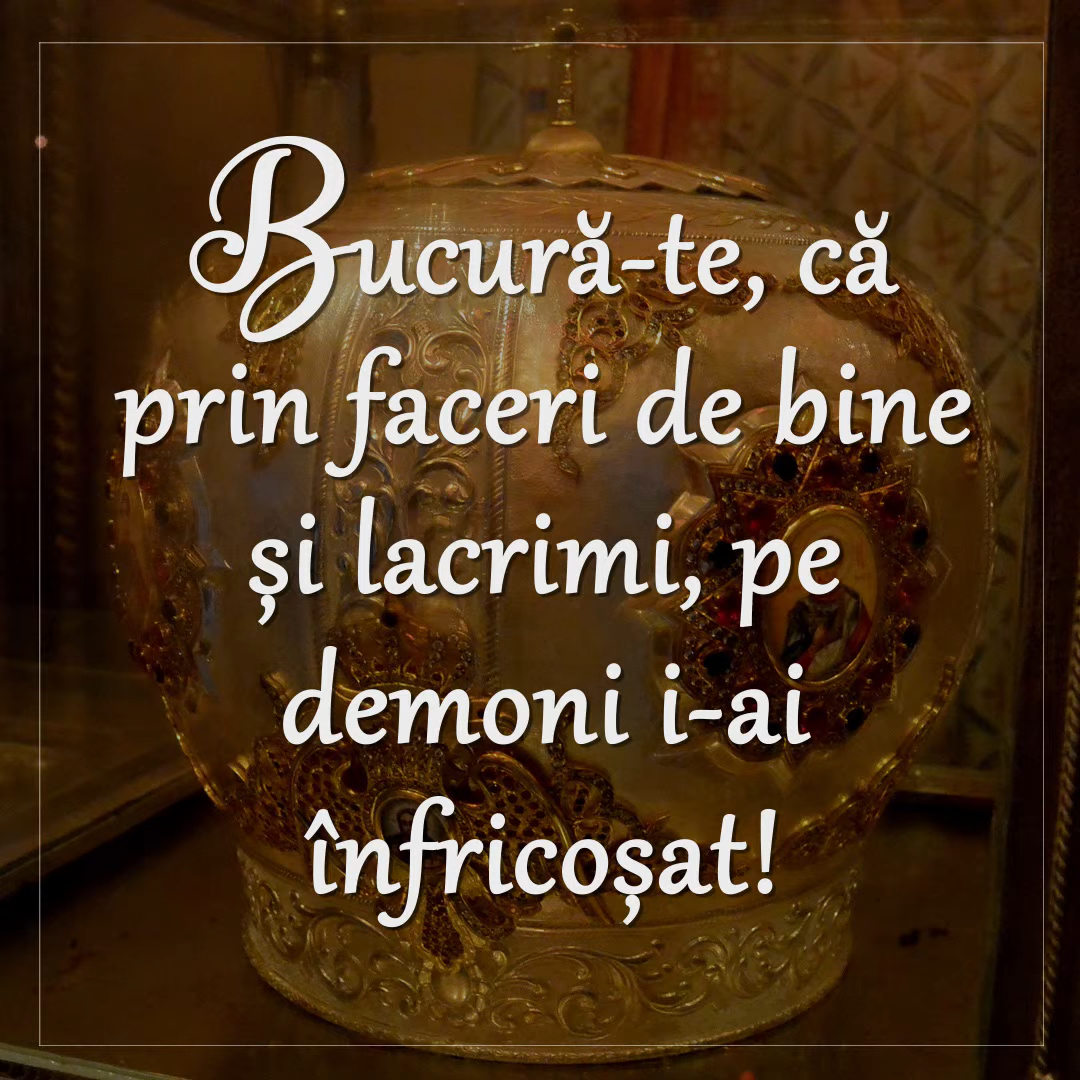 Bucură-te, că
prin faceri de bine
și lacrimi, pe
demoni i-ai
înfricoșat!